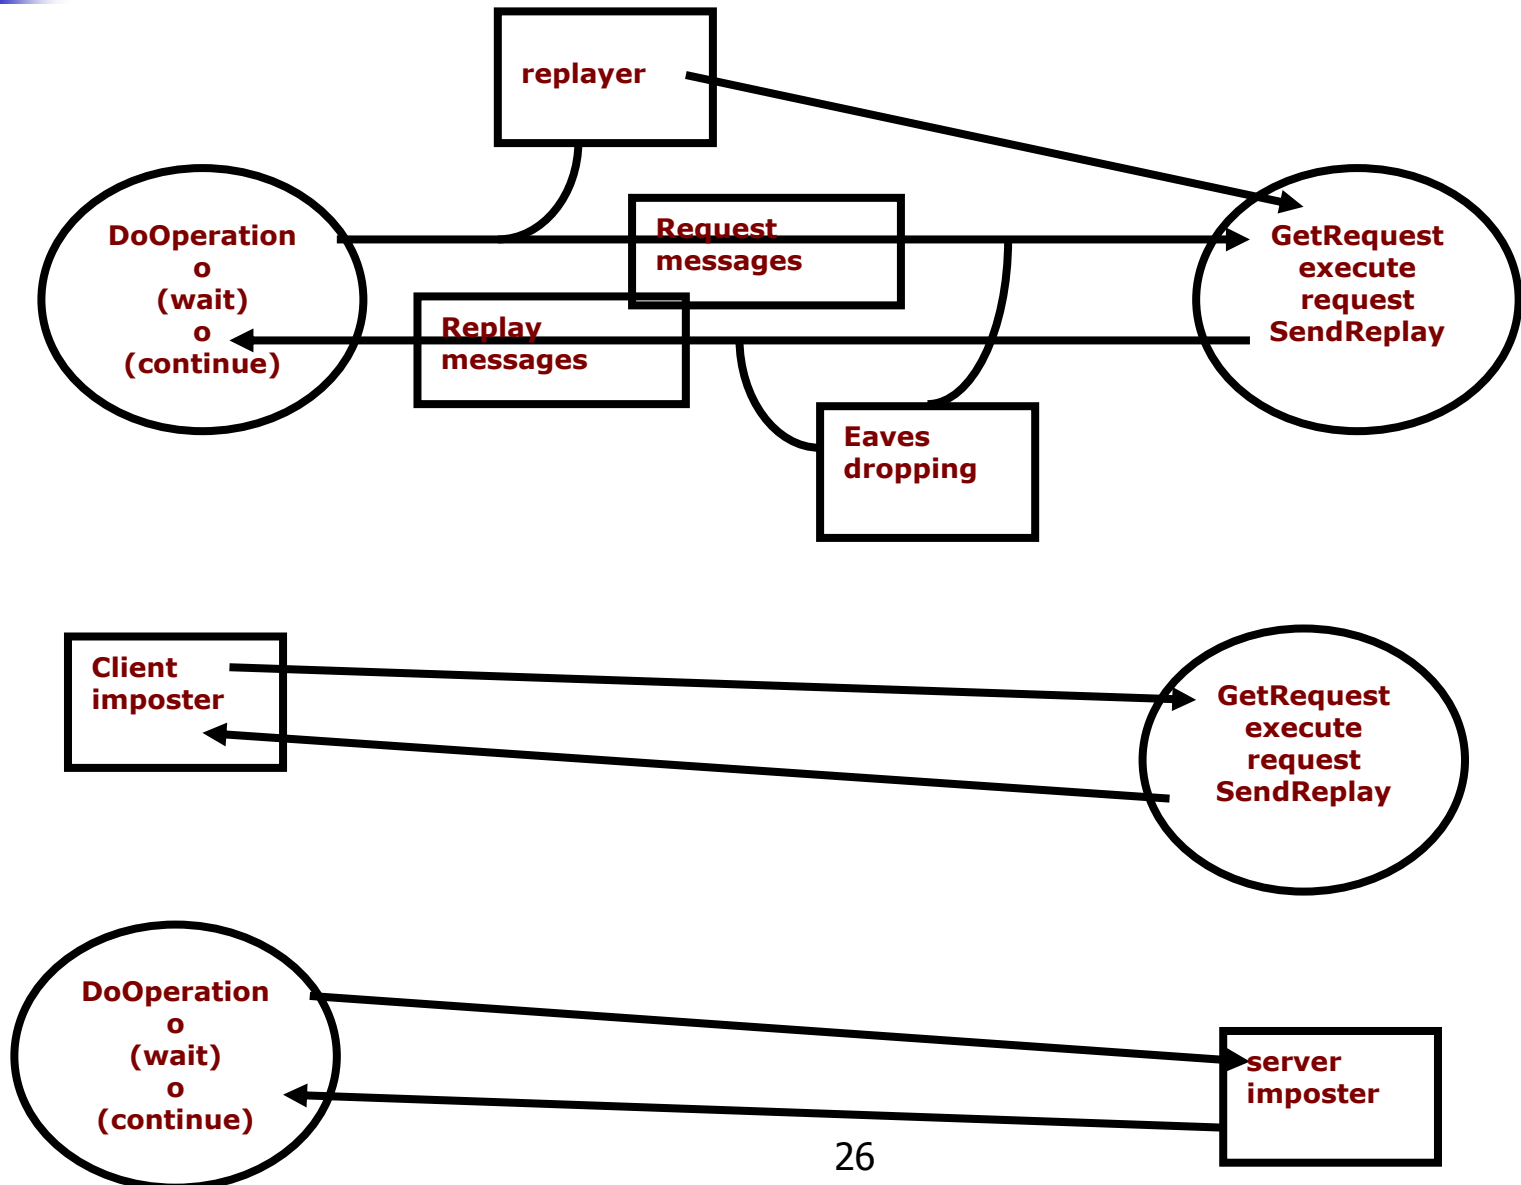 replayer
DoOperation
o
(wait)
o
(continue)
Request
messages
Replay
messages
GetRequest
execute
request
SendReplay
Eaves
dropping
Client
imposter
GetRequest
execute
request
SendReplay
DoOperation
o
(wait)
o
(continue)
server
imposter
26